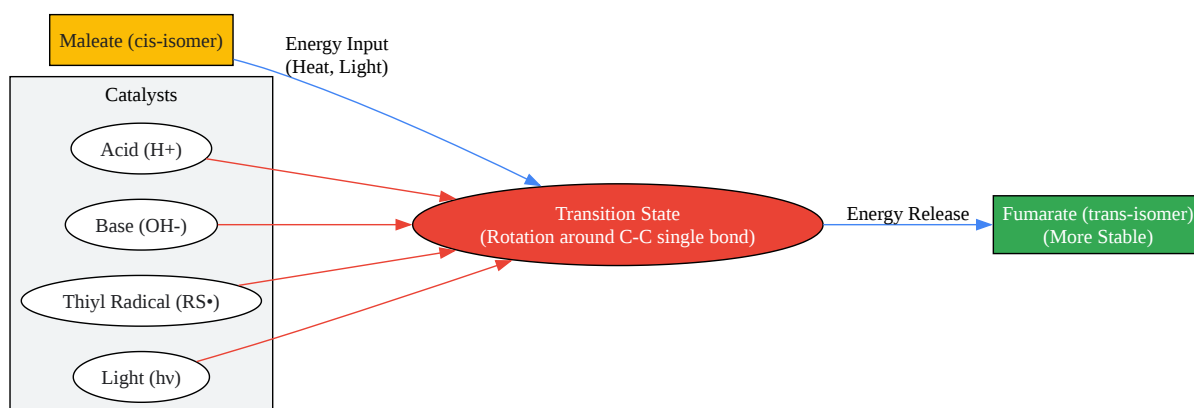 Maleate (cis-isomer)
Energy Input
(Heat, Light)
Catalysts
Acid (H+)
Base (OH-)
Thiyl Radical (RS•)
Light (hν)
Transition State
(Rotation around C-C single bond)
Energy Release
Fumarate (trans-isomer)
(More Stable)